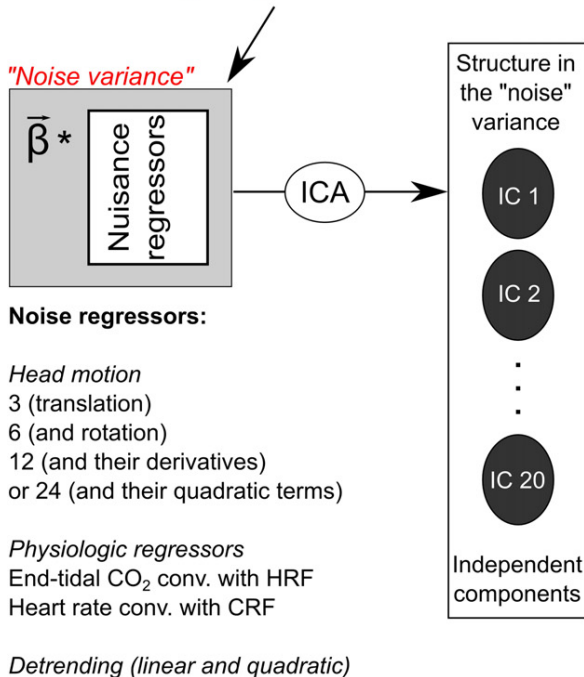 "Noise variance"
β *
Nuisance
regressors
ICA
Structure in
the "noise"
variance
IC 1
IC 2
IC 20
Independent
components
Noise regressors:
Head motion
3 (translation)
6 (and rotation)
12 (and their derivatives)
or 24 (and their quadratic terms)
Physiologic regressors
End-tidal CO₂ conv. with HRF
Heart rate conv. with CRF
Detrending (linear and quadratic)